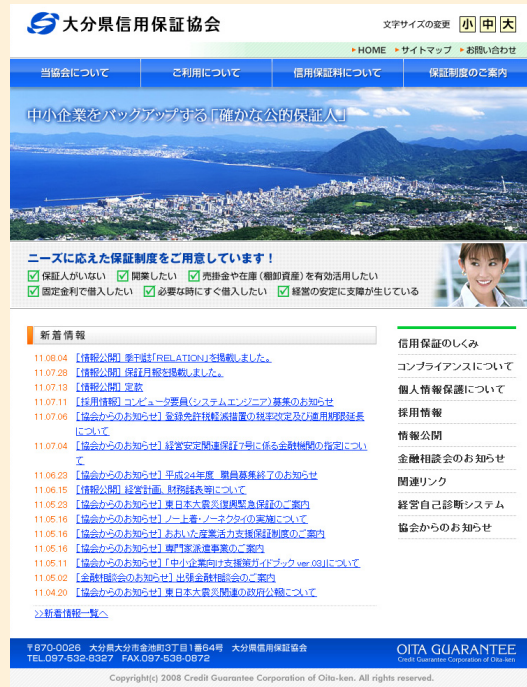 大分県信用保証協会
文字サイズの変更 小 中 大
HOME サイトマップ お問い合わせ
当協会について ご利用について 信用保証料について 保証制度のご案内
中小企業をバックアップする「確かな公的保証人」
ニーズに応えた保証制度をご用意しています！
保証人がいない 開業したい 売掛金や在庫（棚卸資産）を有効活用したい
固定金利で借入したい 必要な時にすぐ借入したい 経営の安定に支障が生じている
新着情報
11.08.04 [情報公開] 季刊誌「RELATION」を掲載しました。
11.07.28 [情報公開] 保証月報を掲載しました。
11.07.13 [情報公開] 定款
11.07.11 [採用情報] コンピュータ要員（システムエンジニア）募集のお知らせ
11.07.06 [協会からのお知らせ] 登録免許税軽減措置の税率改定及び適用期限延長
について
11.07.04 [協会からのお知らせ] 経営安定関連保証7号に係る金融機関の指定につい
て
11.06.23 [協会からのお知らせ] 平成24年度 職員募集終了のお知らせ
11.06.15 [情報公開] 経営計画、財務諸表等について
11.05.23 [協会からのお知らせ] 東日本大震災復興緊急保証のご案内
11.05.16 [協会からのお知らせ] ノー上着・ノーネクタイの実施について
11.05.16 [協会からのお知らせ] おおいた産業活力支援保証制度のご案内
11.05.16 [協会からのお知らせ] 専門家派遣事業のご案内
11.05.11 [協会からのお知らせ] 「中小企業向け支援策ガイドブック ver.03」について
11.05.02 [金融相談会のお知らせ] 出張金融相談会のご案内
11.04.20 [協会からのお知らせ] 東日本大震災関連の政府公報について
>>新着情報一覧へ
信用保証のしくみ
コンプライアンスについて
個人情報保護について
採用情報
情報公開
金融相談会のお知らせ
関連リンク
経営自己診断システム
協会からのお知らせ
〒870-0026 大分県大分市金池町3丁目1番64号 大分県信用保証協会
TEL.097-532-8327 FAX.097-538-0872
OITA GUARANTEE
Credit Guarantee Corporation of Oita-ken
Copyright(c) 2008 Credit Guarantee Corporation of Oita-ken. All rights reserved.